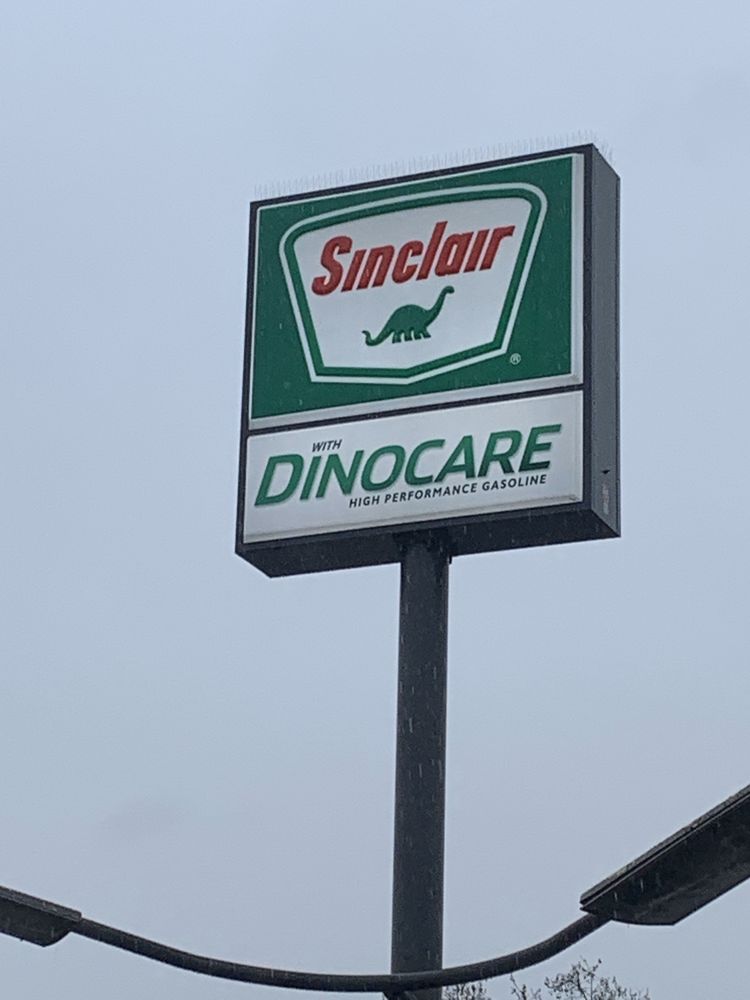 Sinclair
®
WITH
DINOCARE
HIGH PERFORMANCE GASOLINE